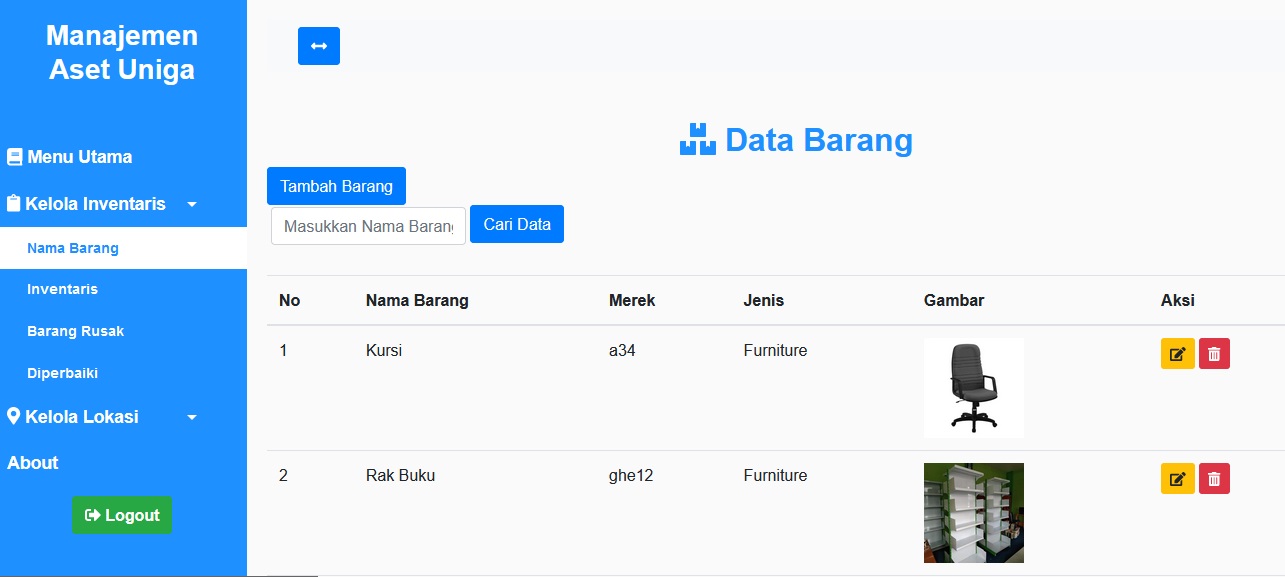 Manajemen
Aset Uniga
Menu Utama
Kelola Inventaris
Nama Barang
Inventaris
Barang Rusak
Diperbaiki
Kelola Lokasi
About
Logout
Data Barang
Tambah Barang
Masukkan Nama Barang Cari Data
No Nama Barang Merek Jenis Gambar Aksi
1 Kursi a34 Furniture
2 Rak Buku ghe12 Furniture